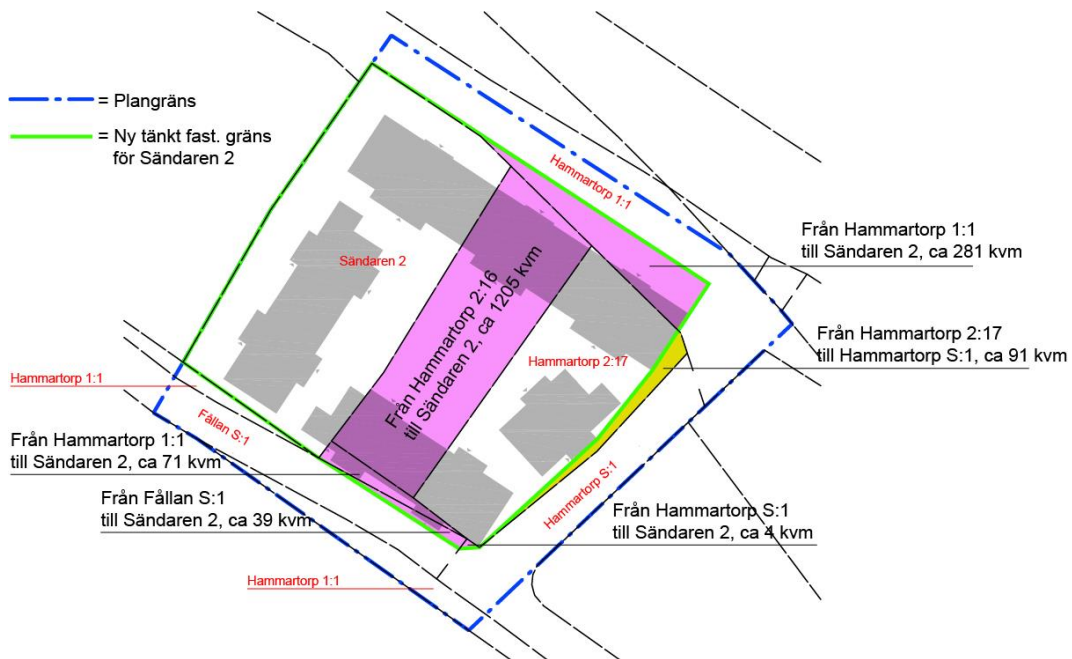 = Plangräns
= Ny tänkt fast. gräns
för Sändaren 2
Hammartorp 1:1
Från Hammartorp 1:1
till Sändaren 2, ca 281 kvm
Sändaren 2
Från Hammartorp 2:16
till Sändaren 2, ca 1205 kvm
Hammartorp 2:17
Från Hammartorp 2:17
till Hammartorp S:1, ca 91 kvm
Hammartorp 1:1
Fållan S:1
Från Hammartorp 1:1
till Sändaren 2, ca 71 kvm
Hammartorp S:1
Från Fållan S:1
till Sändaren 2, ca 39 kvm
Från Hammartorp S:1
till Sändaren 2, ca 4 kvm
Hammartorp 1:1